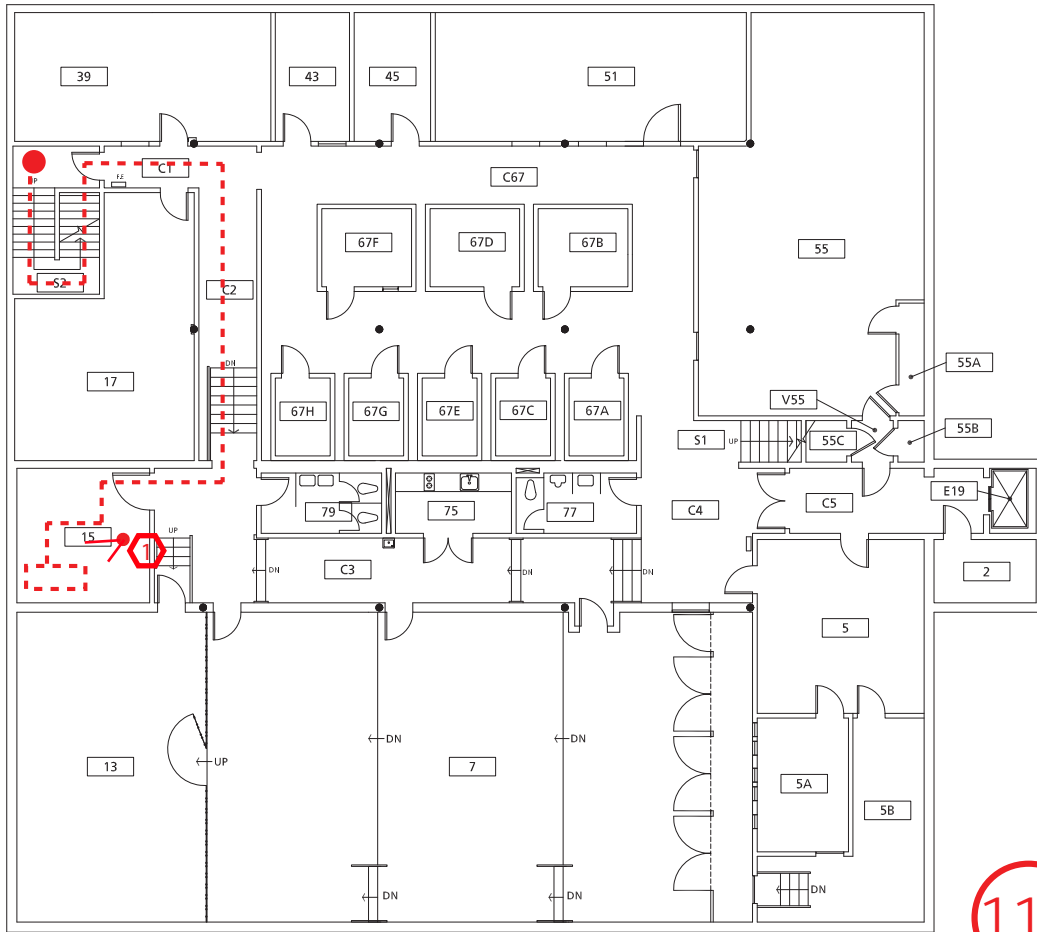 39
43
45
51
C1
F.E
UP
C67
67F
67D
67B
55
S2
C2
DN
17
55A
V55
67H
67G
67E
67C
67A
S1
UP
55C
55B
79
75
77
C4
C5
E19
15
1
UP
C3
DN
DN
DN
2
5
13
UP
DN
7
DN
5A
5B
DN
DN
DN
11